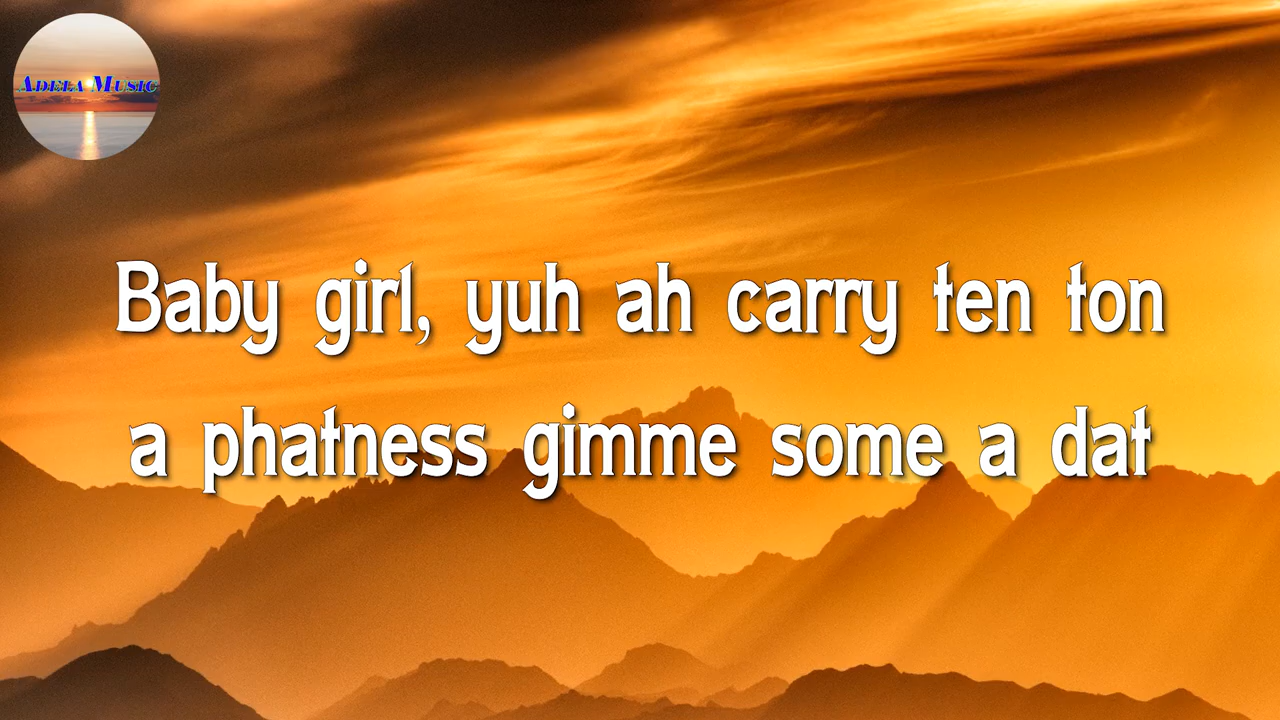 Adela Music
Baby girl, yuh ah carry ten ton
a phatness gimme some a dat